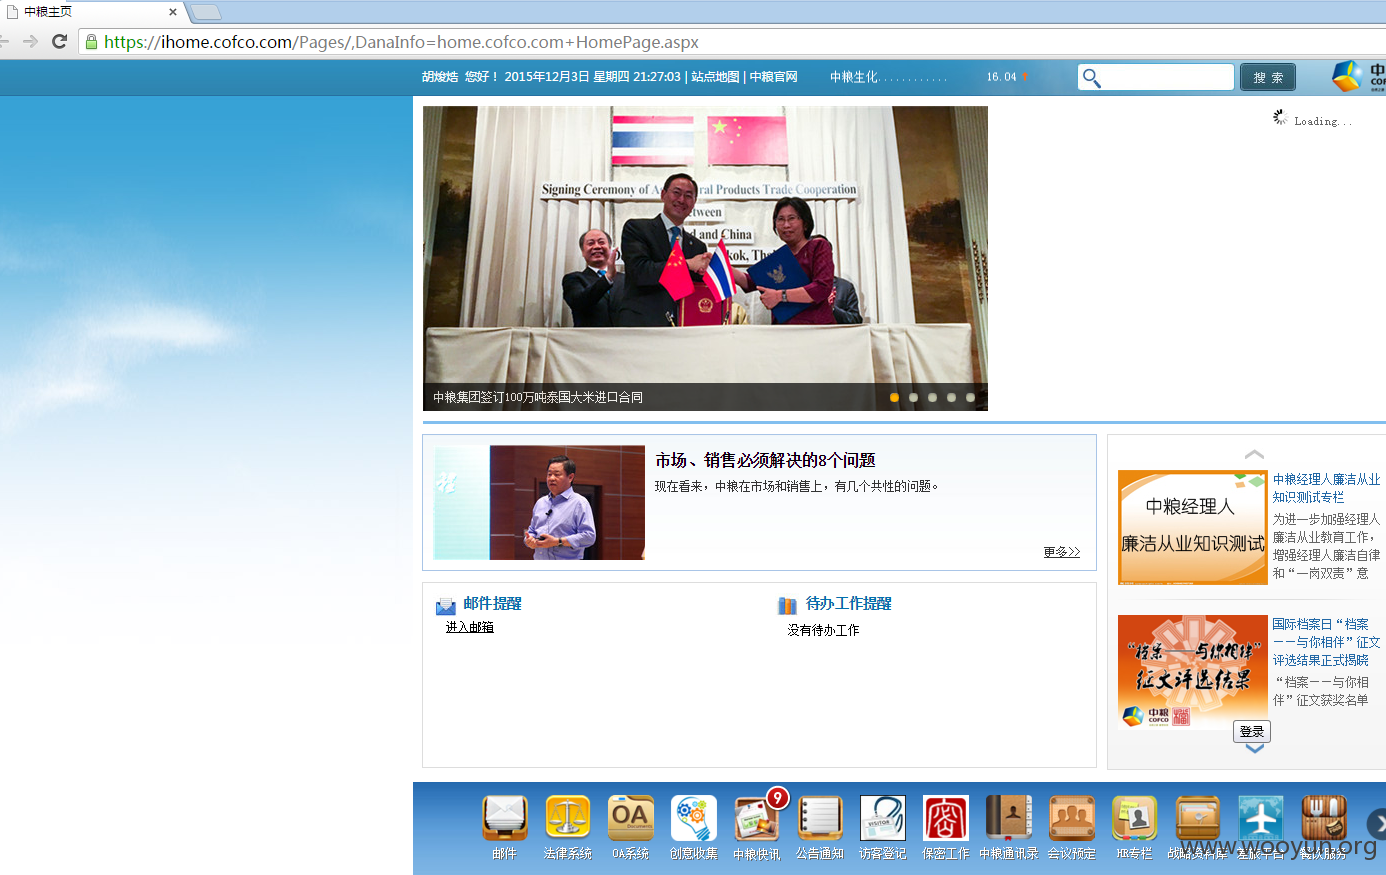 中粮主页
https://ihome.cofco.com/Pages/,DanaInfo=home.cofco.com+HomePage.aspx
胡焌焅 您好！ 2015年12月3日 星期四 21:27:03 | 站点地图 | 中粮官网
中粮生化............
16.04
搜 索
Loading...
Signing Ceremony of
Products Trade Cooperation
etween
d and China
kok, Th
中粮集团签订100万吨泰国大米进口合同
市场、销售必须解决的8个问题
现在看来，中粮在市场和销售上，有几个共性的问题。
更多>>
邮件提醒
进入邮箱
待办工作提醒
没有待办工作
中粮经理人
廉洁从业知识测试
中粮经理人廉洁从业
知识测试专栏
为进一步加强经理人
廉洁从业教育工作，
增强经理人廉洁自律
和“一岗双责”意
“档案——与你相伴”
征文评选结果
中粮
COFCO
国际档案日“档案
——与你相伴”征文
评选结果正式揭晓
“档案——与你相
伴”征文获奖名单
登录
OA
9
VISITOR
邮件
法律系统
OA系统
创意收集
中粮快讯
公告通知
访客登记
保密工作
中粮通讯录
会议预定
HR专栏
战略资料库
差旅平台
餐饮服务
www.wooyun.org